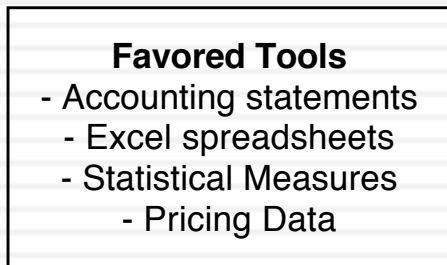 Favored Tools
- Accounting statements
- Excel spreadsheets
- Statistical Measures
- Pricing Data